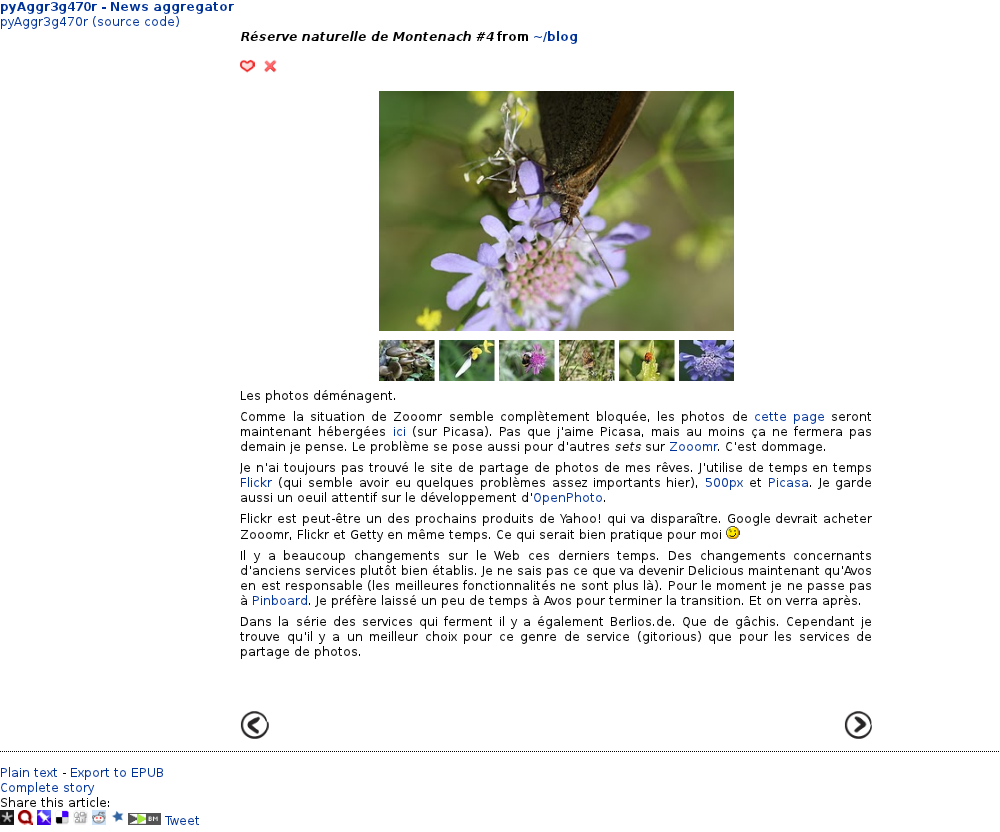 pyAggr3g470r - News aggregator
pyAggr3g470r (source code)
Réserve naturelle de Montenach #4 from ~/blog
Les photos déménagent.
Comme la situation de Zooomr semble complètement bloquée, les photos de cette page seront
maintenant hébergées ici (sur Picasa). Pas que j'aime Picasa, mais au moins ça ne fermera pas
demain je pense. Le problème se pose aussi pour d'autres sets sur Zooomr. C'est dommage.
Je n'ai toujours pas trouvé le site de partage de photos de mes rêves. J'utilise de temps en temps
Flickr (qui semble avoir eu quelques problèmes assez importants hier), 500px et Picasa. Je garde
aussi un oeuil attentif sur le développement d'OpenPhoto.
Flickr est peut-être un des prochains produits de Yahoo! qui va disparaître. Google devrait acheter
Zooomr, Flickr et Getty en même temps. Ce qui serait bien pratique pour moi
Il y a beaucoup changements sur le Web ces derniers temps. Des changements concernants
d'anciens services plutôt bien établis. Je ne sais pas ce que va devenir Delicious maintenant qu'Avos
en est responsable (les meilleures fonctionnalités ne sont plus là). Pour le moment je ne passe pas
à Pinboard. Je préfère laissé un peu de temps à Avos pour terminer la transition. Et on verra après.
Dans la série des services qui ferment il y a également Berlios.de. Que de gâchis. Cependant je
trouve qu'il y a un meilleur choix pour ce genre de service (gitorious) que pour les services de
partage de photos.
Plain text - Export to EPUB
Complete story
Share this article:
BM Tweet